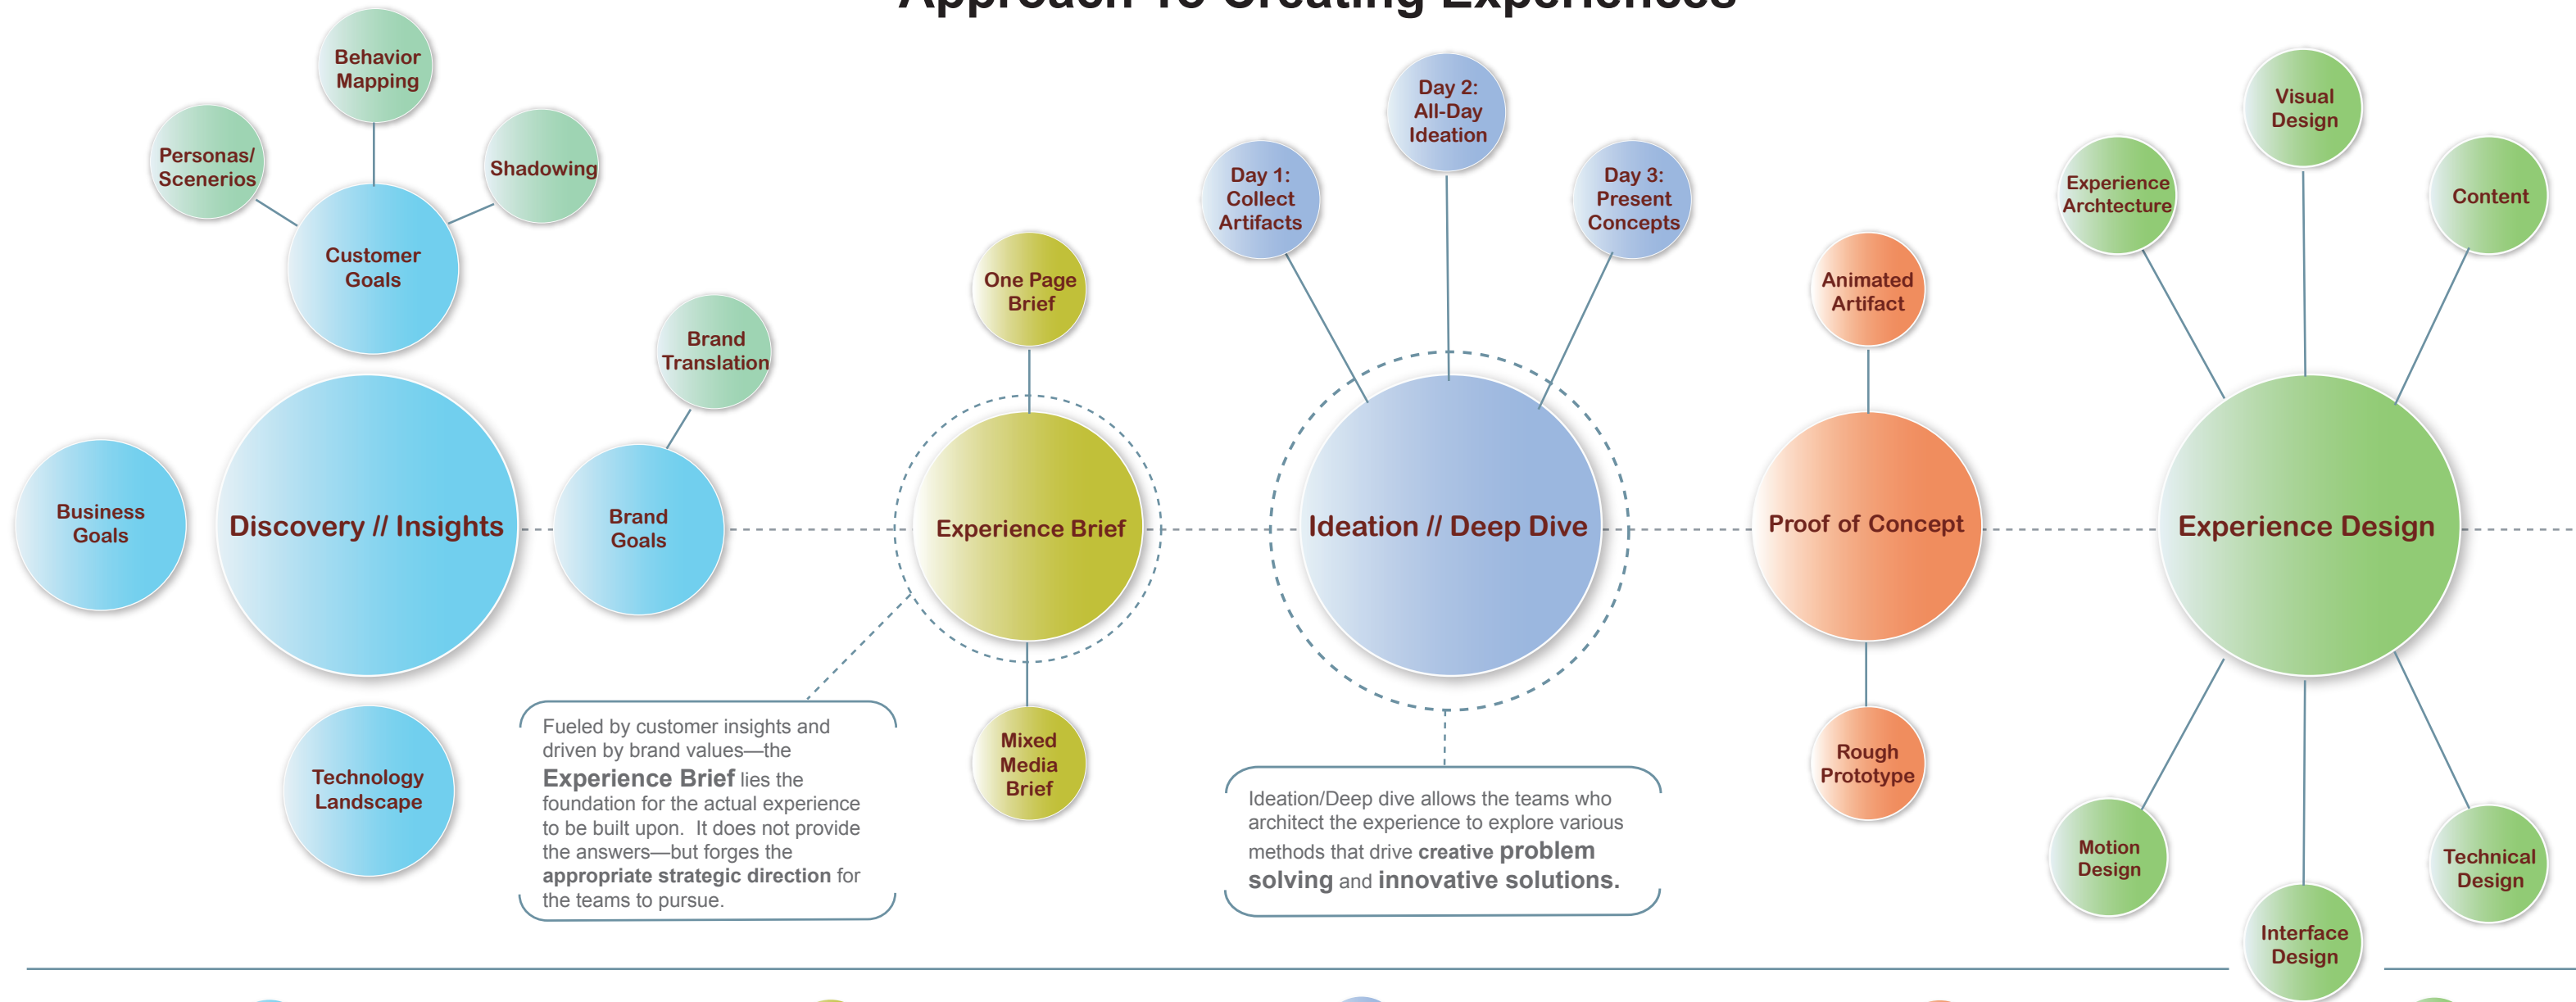 Approach To Creating Experiences
Behavior
Mapping
Personas/
Scenerios
Shadowing
Customer
Goals
Brand
Translation
Business
Goals
Discovery // Insights
Brand
Goals
Technology
Landscape
One Page
Brief
Experience Brief
Mixed
Media
Brief
Fueled by customer insights and
driven by brand values—the
Experience Brief lies the
foundation for the actual experience
to be built upon.  It does not provide
the answers—but forges the
appropriate strategic direction for
the teams to pursue.
Day 1:
Collect
Artifacts
Day 2:
All-Day
Ideation
Day 3:
Present
Concepts
Ideation // Deep Dive
Ideation/Deep dive allows the teams who
architect the experience to explore various
methods that drive creative problem
solving and innovative solutions.
Animated
Artifact
Proof of Concept
Rough
Prototype
Experience
Archtecture
Visual
Design
Content
Experience Design
Motion
Design
Interface
Design
Technical
Design